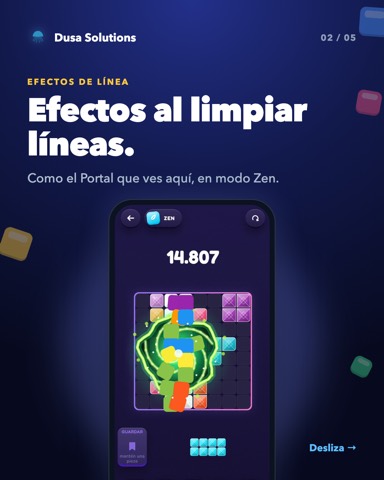 Dusa Solutions
02 / 05
EFECTOS DE LÍNEA
Efectos al limpiar
líneas.
Como el Portal que ves aquí, en modo Zen.
ZEN
14.807
GUARDAR
Desliza →